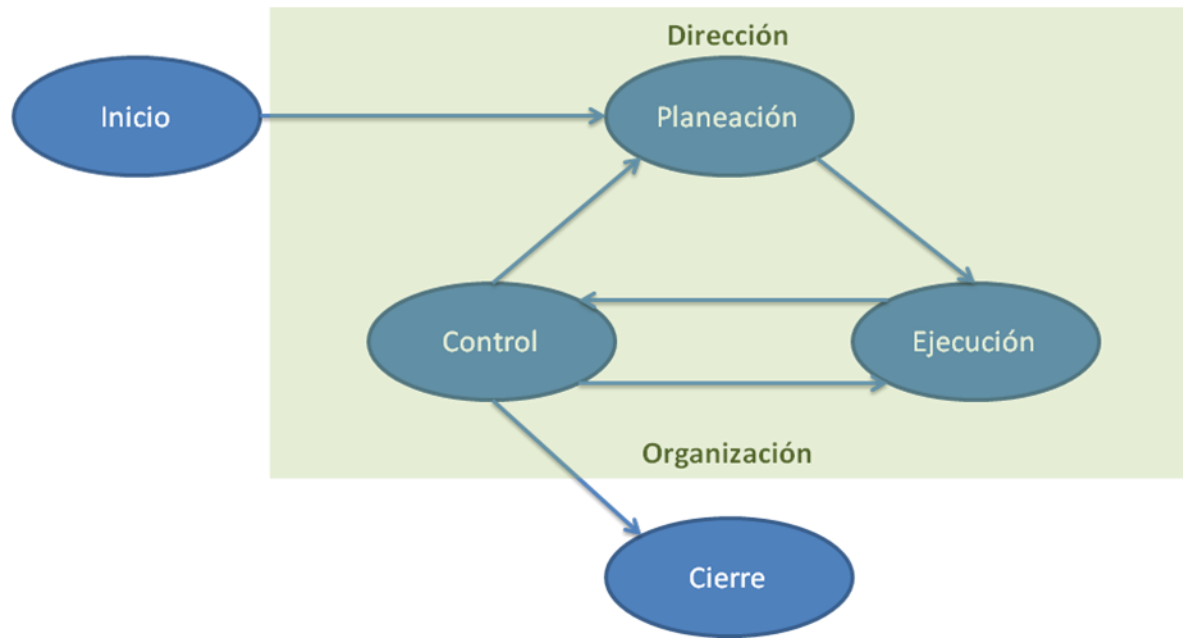 Dirección
Inicio
Planeación
Control
Ejecución
Organización
Cierre